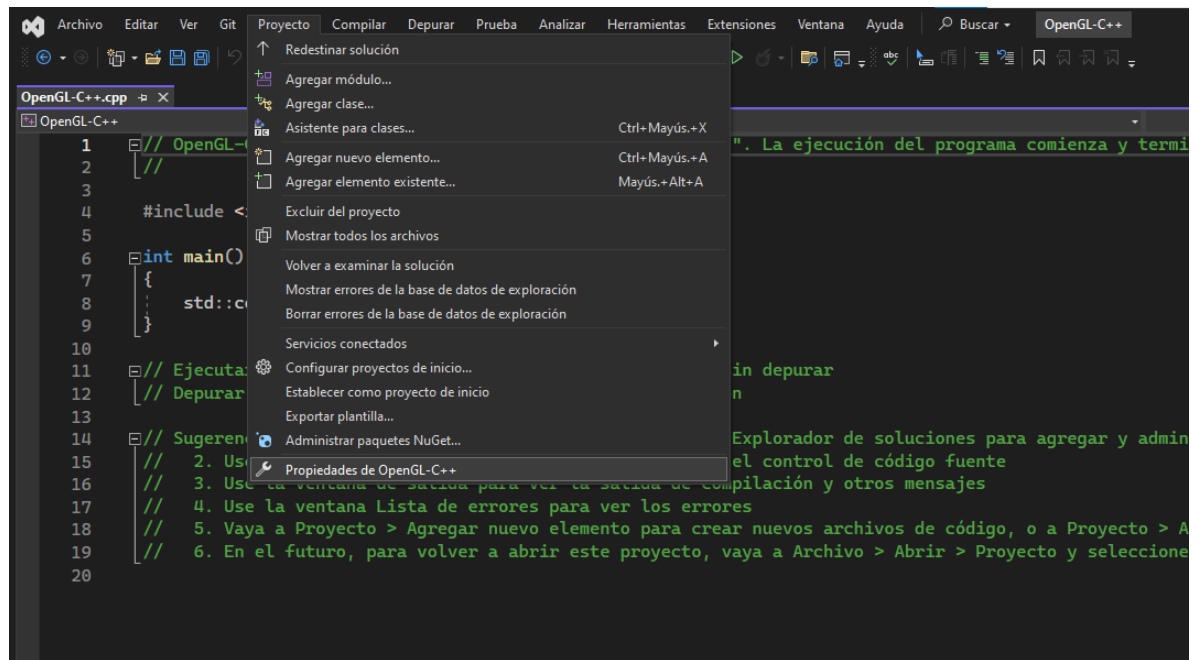 Archivo Editar Ver Git Proyecto Compilar Depurar Prueba Analizar Herramientas Extensiones Ventana Ayuda Buscar OpenGL-C++
OpenGL-C++.cpp
OpenGL-C++
Redestinar solución
Agregar módulo...
Agregar clase...
Asistente para clases... Ctrl+Mayús.+X
Agregar nuevo elemento... Ctrl+Mayús.+A
Agregar elemento existente... Mayús.+Alt+A
Excluir del proyecto
Mostrar todos los archivos
Volver a examinar la solución
Mostrar errores de la base de datos de exploración
Borrar errores de la base de datos de exploración
Servicios conectados
Configurar proyectos de inicio...
Establecer como proyecto de inicio
Exportar plantilla...
Administrar paquetes NuGet...
Propiedades de OpenGL-C++
1 // OpenGL- ". La ejecución del programa comienza y termi
2 //
3
4 #include <
5
6 int main()
7 {
8 std::c
9 }
10
11 // Ejecuta in depurar
12 // Depurar n
13
14 // Sugeren Explorador de soluciones para agregar y admin
15 // 2. Us el control de código fuente
16 // 3. Use la ventana de salida para ver la salida de compilación y otros mensajes
17 // 4. Use la ventana Lista de errores para ver los errores
18 // 5. Vaya a Proyecto > Agregar nuevo elemento para crear nuevos archivos de código, o a Proyecto > A
19 // 6. En el futuro, para volver a abrir este proyecto, vaya a Archivo > Abrir > Proyecto y seleccione
20